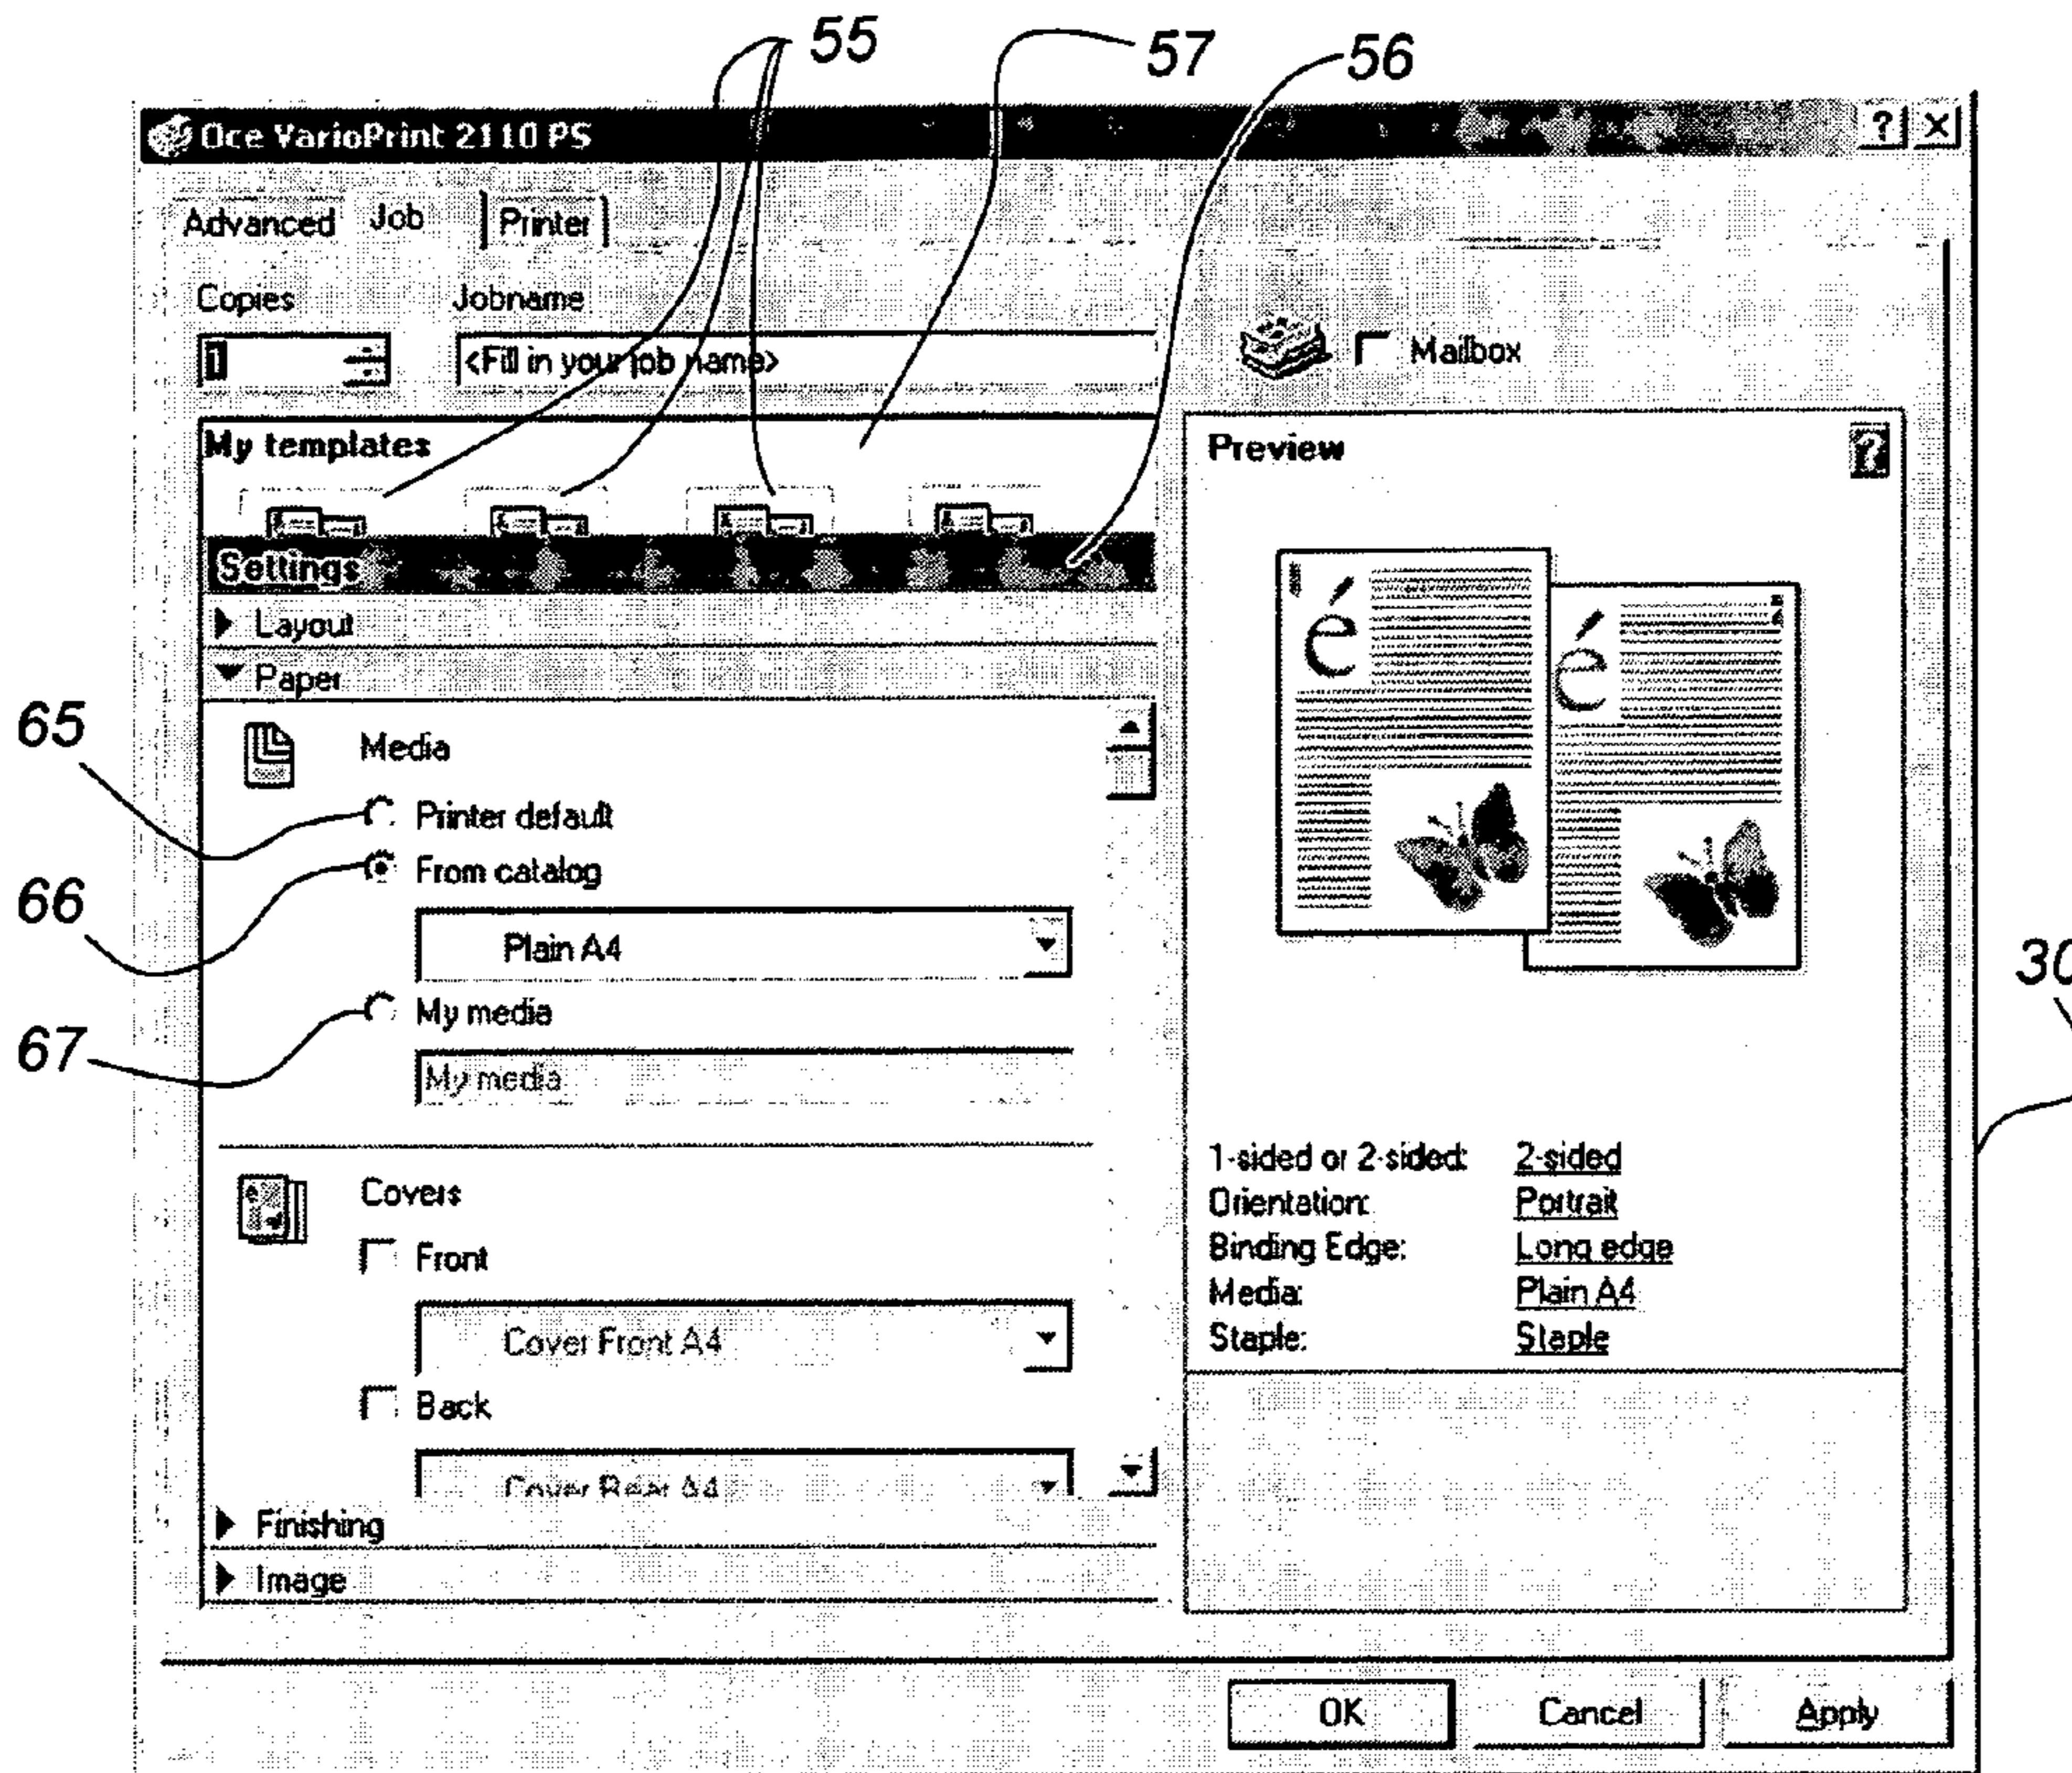 55
57
56
Oce VarioPrint 2110 PS
? X
Advanced Job Printer
Copies Jobname
1 <Fill in your job name>
Mailbox
My templates
Settings
Layout
Paper
Media
65
Printer default
From catalog
66
Plain A4
My media
67
My media
Covers
Front
Cover Front A4
Back
Cover Rear A4
Finishing
Image
Preview
?
é
é
30
1-sided or 2-sided: 2-sided
Orientation: Portrait
Binding Edge: Long edge
Media: Plain A4
Staple: Staple
OK Cancel Apply